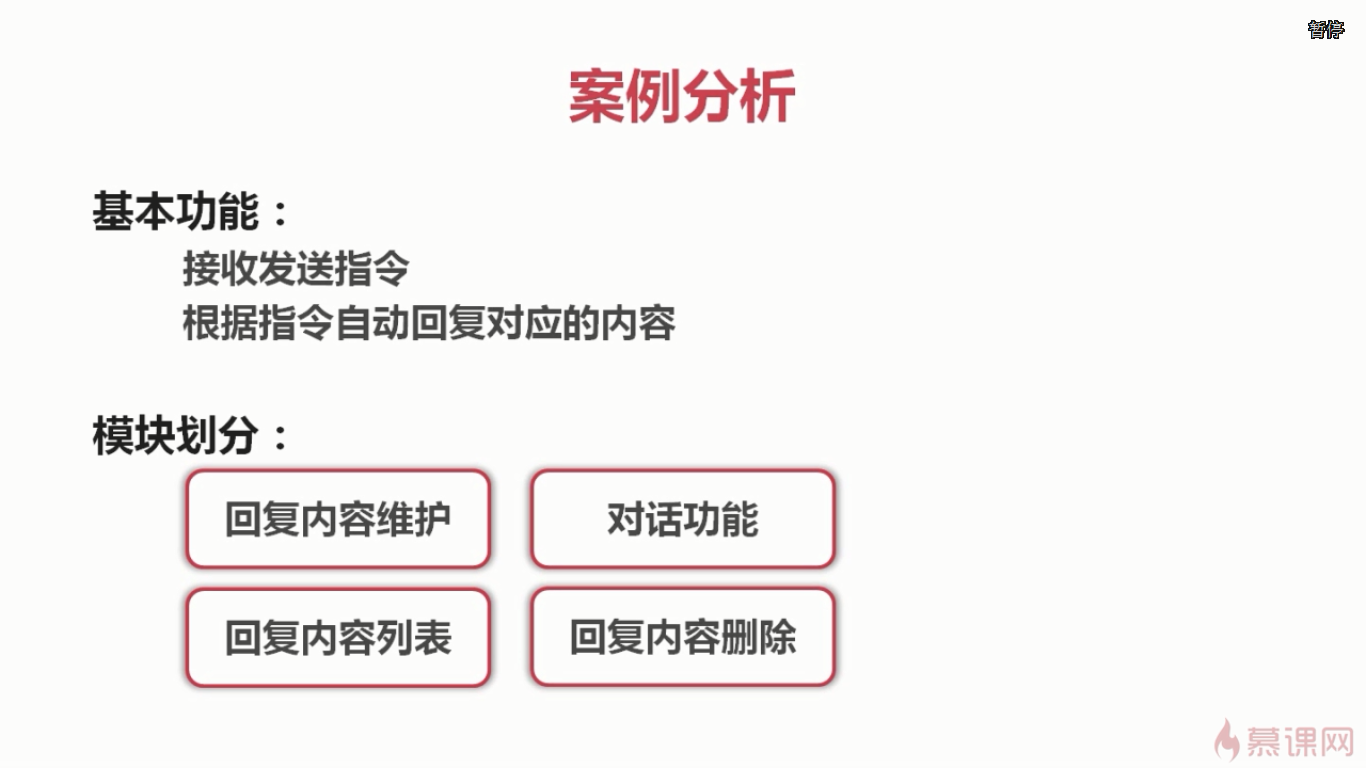 暂停
案例分析
基本功能：
接收发送指令
根据指令自动回复对应的内容
模块划分：
回复内容维护
对话功能
回复内容列表
回复内容删除
慕课网